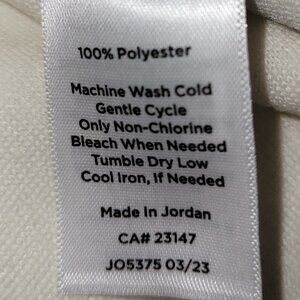 100% Polyester
Machine Wash Cold
Gentle Cycle
Only Non-Chlorine
Bleach When Needed
Tumble Dry Low
Cool Iron, If Needed
Made In Jordan
CA# 23147
JO5375 03/23